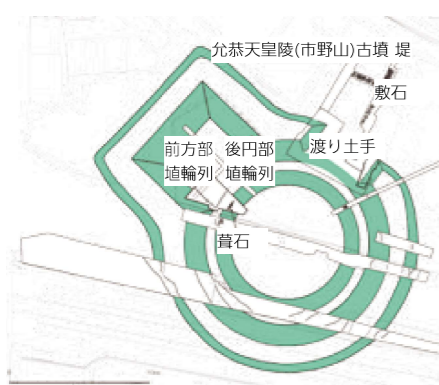 允恭天皇陵(市野山)古墳 堤
敷石
渡り土手
前方部 後円部
埴輪列 埴輪列
葺石